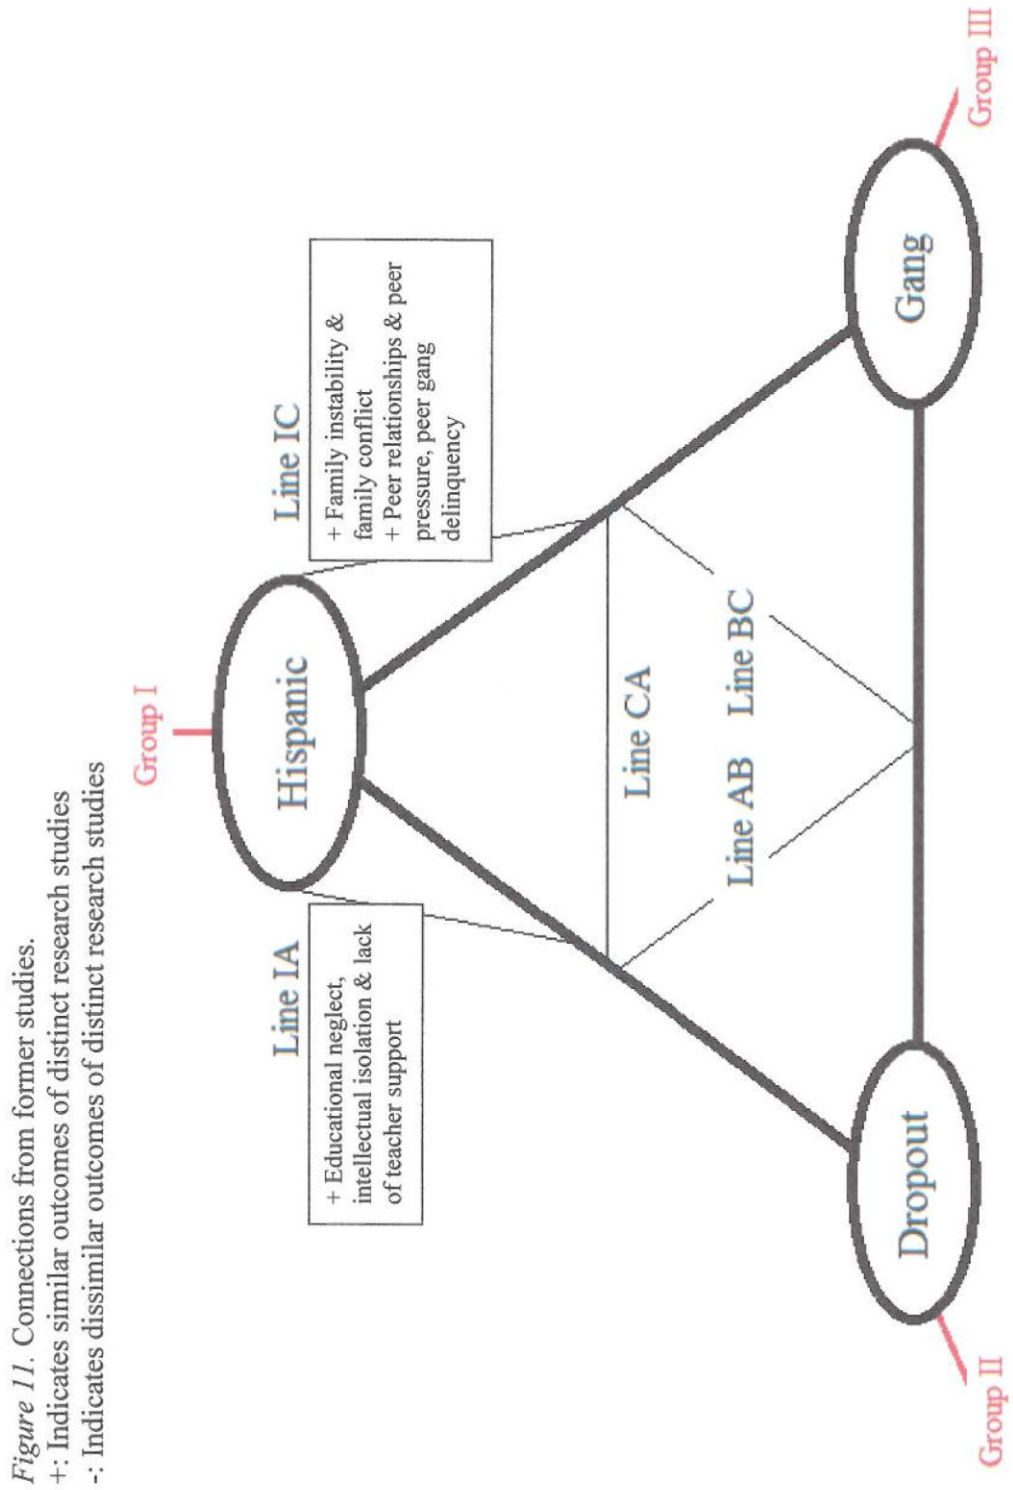 Figure 11. Connections from former studies.
+: Indicates similar outcomes of distinct research studies
-: Indicates dissimilar outcomes of distinct research studies
Group I
Hispanic
Line IA
+ Educational neglect,
intellectual isolation & lack
of teacher support
Line IC
+ Family instability &
family conflict
+ Peer relationships & peer
pressure, peer gang
delinquency
Line CA
Line AB
Line BC
Dropout
Gang
Group II
Group III